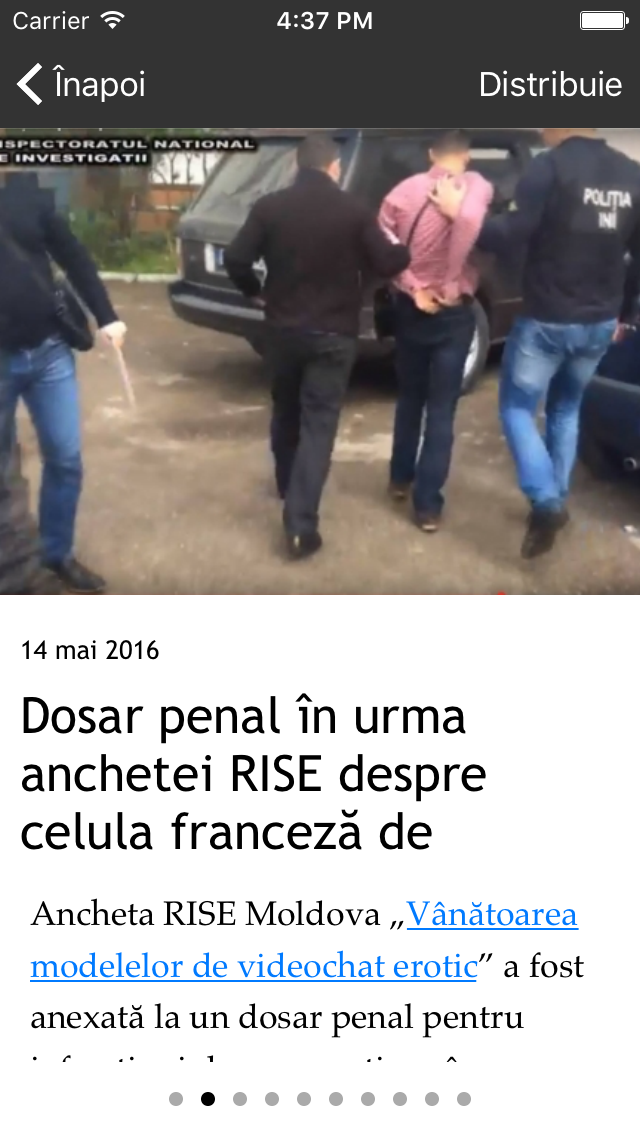 Carrier 4:37 PM
Înapoi Distribuie
INSPECTORATUL NATIONAL
DE INVESTIGATII
POLIȚIA
INI
14 mai 2016
Dosar penal în urma
anchetei RISE despre
celula franceză de
Ancheta RISE Moldova „Vânătoarea
modelelor de videochat erotic” a fost
anexată la un dosar penal pentru